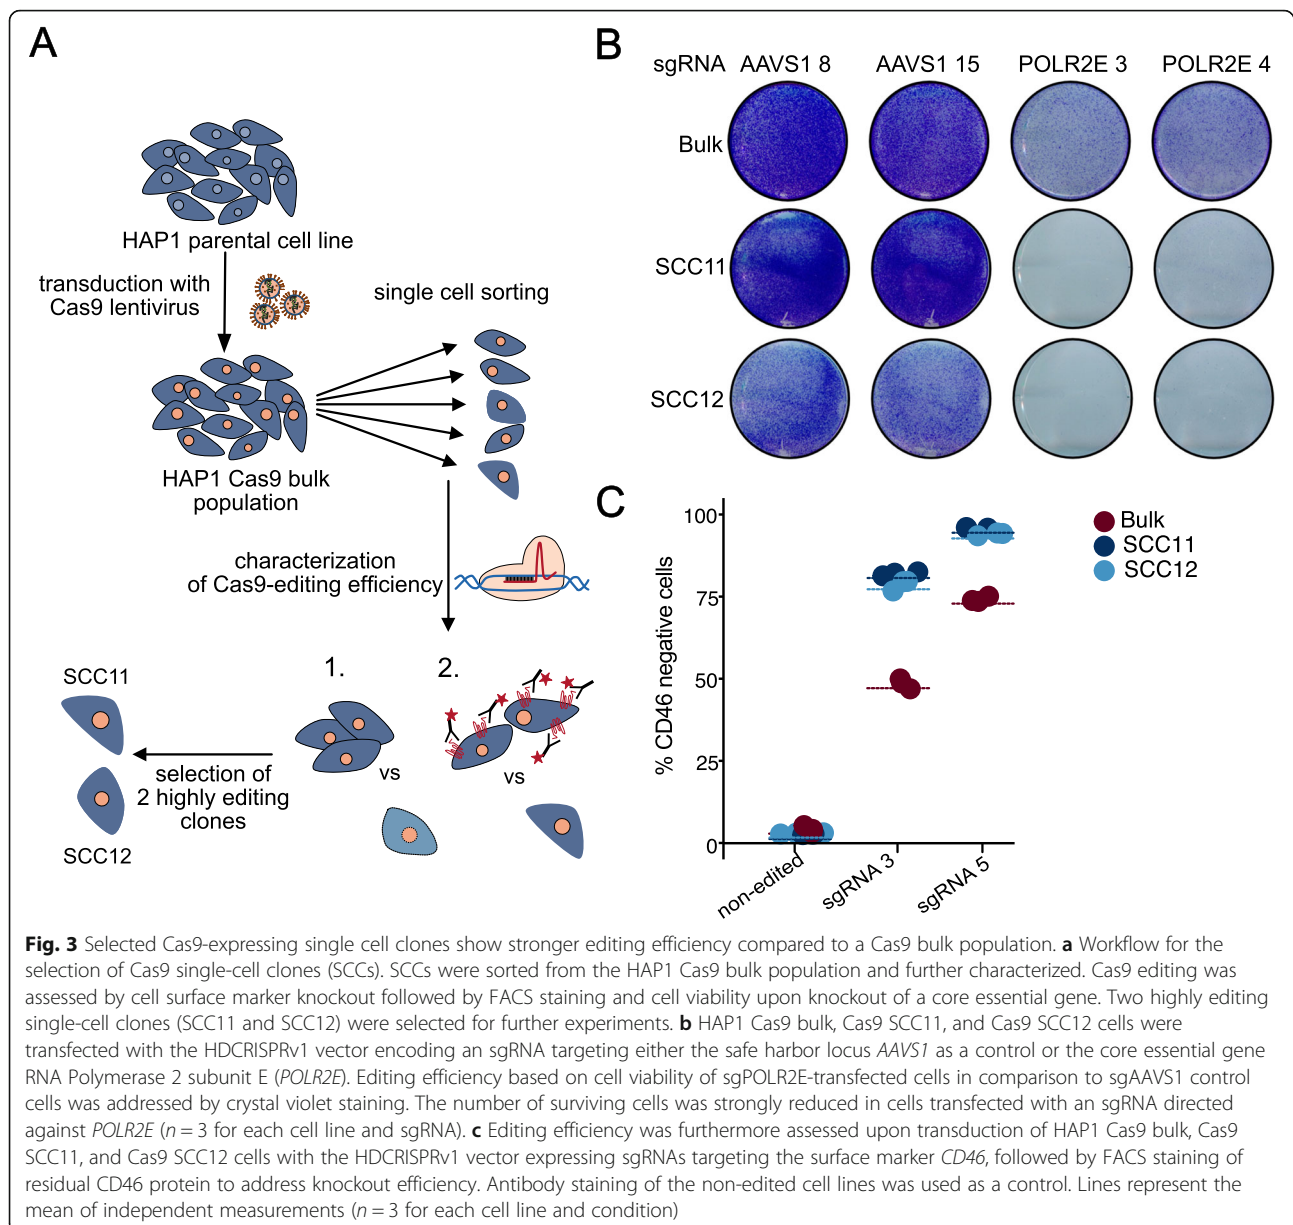 A
HAP1 parental cell line
transduction with
Cas9 lentivirus
single cell sorting
HAP1 Cas9 bulk
population
characterization
of Cas9-editing efficiency
1.
2.
vs
vs
SCC11
selection of
2 highly editing
clones
SCC12
B
sgRNA AAVS1 8 AAVS1 15 POLR2E 3 POLR2E 4
Bulk
SCC11
SCC12
C
% CD46 negative cells
100
75
50
25
0
non-edited
sgRNA 3
sgRNA 5
Bulk
SCC11
SCC12
Fig. 3 Selected Cas9-expressing single cell clones show stronger editing efficiency compared to a Cas9 bulk population. a Workflow for the
selection of Cas9 single-cell clones (SCCs). SCCs were sorted from the HAP1 Cas9 bulk population and further characterized. Cas9 editing was
assessed by cell surface marker knockout followed by FACS staining and cell viability upon knockout of a core essential gene. Two highly editing
single-cell clones (SCC11 and SCC12) were selected for further experiments. b HAP1 Cas9 bulk, Cas9 SCC11, and Cas9 SCC12 cells were
transfected with the HDCRISPRv1 vector encoding an sgRNA targeting either the safe harbor locus AAVS1 as a control or the core essential gene
RNA Polymerase 2 subunit E (POLR2E). Editing efficiency based on cell viability of sgPOLR2E-transfected cells in comparison to sgAAVS1 control
cells was addressed by crystal violet staining. The number of surviving cells was strongly reduced in cells transfected with an sgRNA directed
against POLR2E (n = 3 for each cell line and sgRNA). c Editing efficiency was furthermore assessed upon transduction of HAP1 Cas9 bulk, Cas9
SCC11, and Cas9 SCC12 cells with the HDCRISPRv1 vector expressing sgRNAs targeting the surface marker CD46, followed by FACS staining of
residual CD46 protein to address knockout efficiency. Antibody staining of the non-edited cell lines was used as a control. Lines represent the
mean of independent measurements (n = 3 for each cell line and condition)